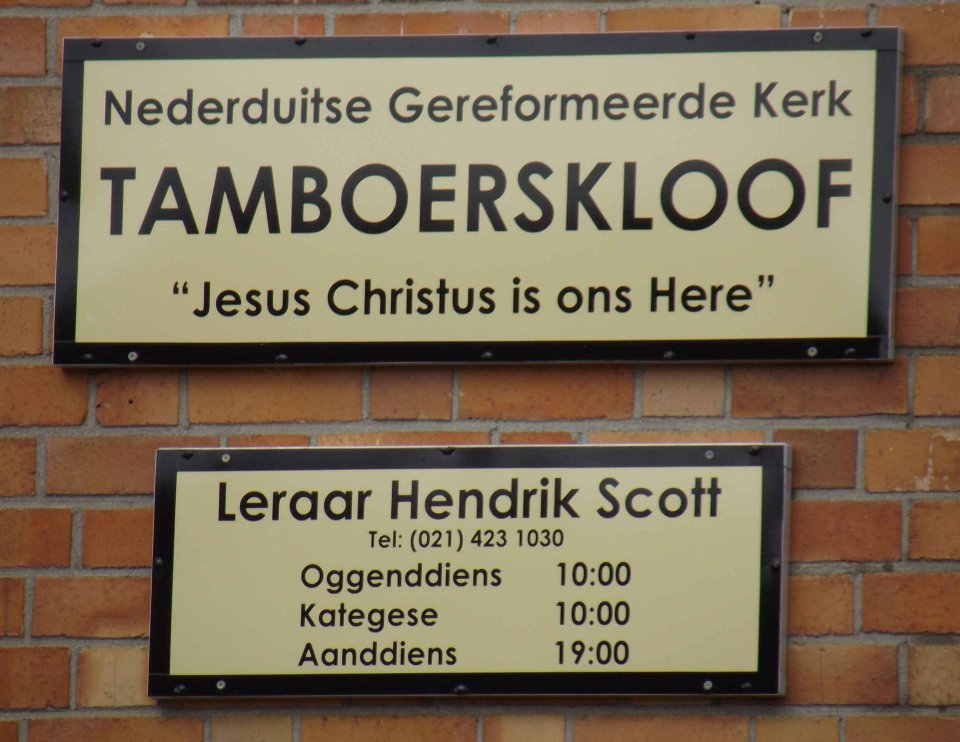 Nederduitse Gereformeerde Kerk
TAMBOERSKLOOF
“Jesus Christus is ons Here”
Leraar Hendrik Scott
Tel: (021) 423 1030
Oggenddiens 10:00
Kategese 10:00
Aanddiens 19:00